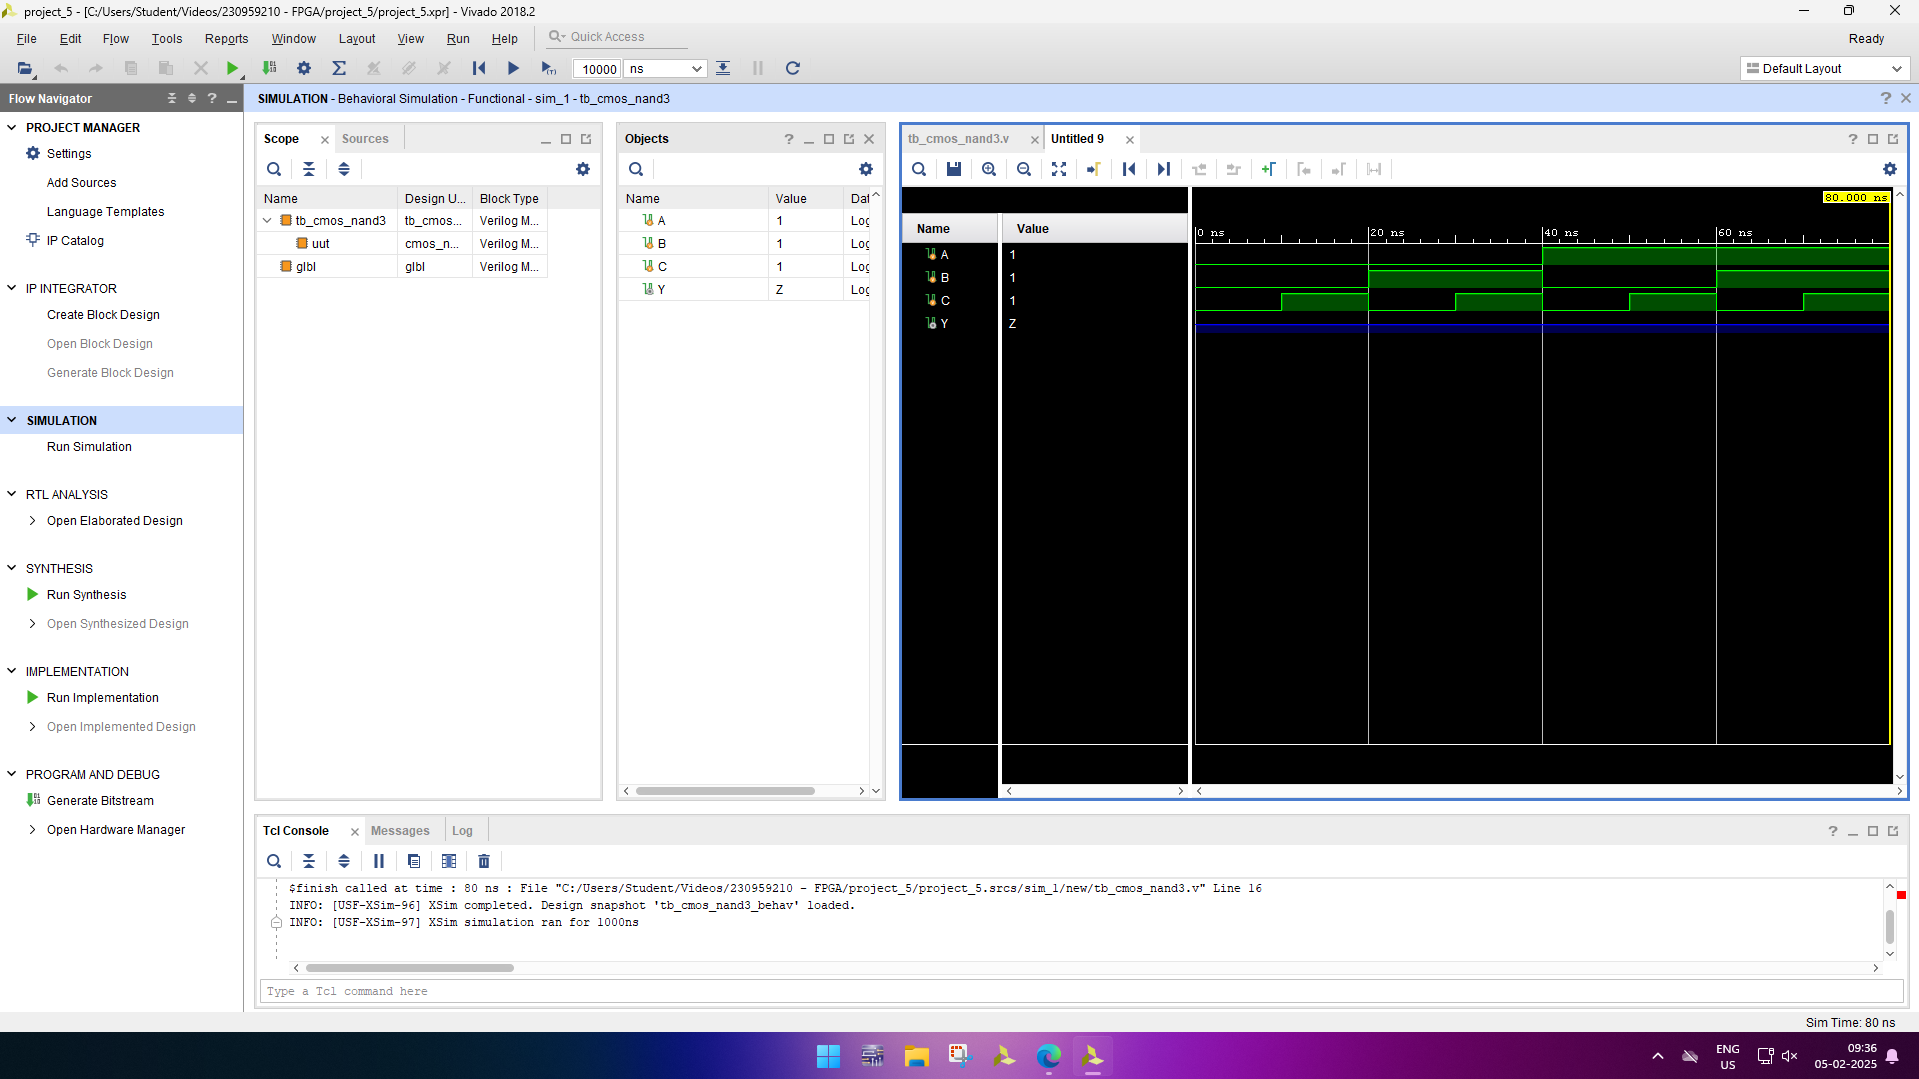 project_5 - [C:/Users/Student/Videos/230959210 - FPGA/project_5/project_5.xpr] - Vivado 2018.2
File Edit Flow Tools Reports Window Layout View Run Help Quick Access
Ready
10000 ns
Default Layout
Flow Navigator
SIMULATION - Behavioral Simulation - Functional - sim_1 - tb_cmos_nand3
PROJECT MANAGER
Settings
Add Sources
Language Templates
IP Catalog
IP INTEGRATOR
Create Block Design
Open Block Design
Generate Block Design
SIMULATION
Run Simulation
RTL ANALYSIS
Open Elaborated Design
SYNTHESIS
Run Synthesis
Open Synthesized Design
IMPLEMENTATION
Run Implementation
Open Implemented Design
PROGRAM AND DEBUG
Generate Bitstream
Open Hardware Manager
Scope Sources
Name Design U... Block Type
tb_cmos_nand3 tb_cmos... Verilog M...
uut cmos_n... Verilog M...
glbl glbl Verilog M...
Objects
Name Value Dat
A 1 Log
B 1 Log
C 1 Log
Y Z Log
tb_cmos_nand3.v Untitled 9
80.000 ns
Name Value
0 ns 20 ns 40 ns 60 ns
A 1
B 1
C 1
Y Z
Tcl Console Messages Log
$finish called at time : 80 ns : File "C:/Users/Student/Videos/230959210 - FPGA/project_5/project_5.srcs/sim_1/new/tb_cmos_nand3.v" Line 16
INFO: [USF-XSim-96] XSim completed. Design snapshot 'tb_cmos_nand3_behav' loaded.
INFO: [USF-XSim-97] XSim simulation ran for 1000ns
Type a Tcl command here
Sim Time: 80 ns
ENG
US
09:36
05-02-2025